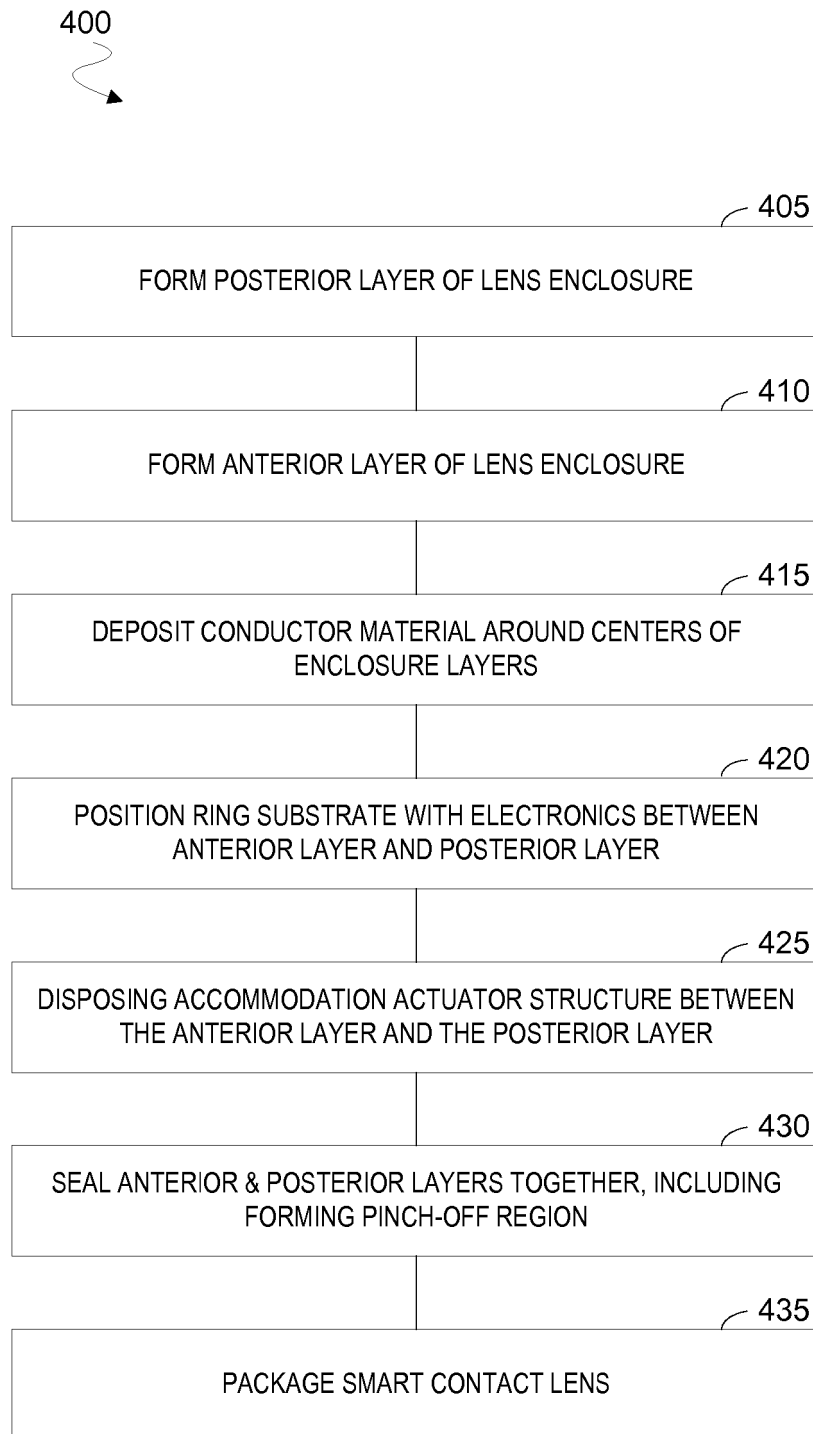 400
405
FORM POSTERIOR LAYER OF LENS ENCLOSURE
410
FORM ANTERIOR LAYER OF LENS ENCLOSURE
415
DEPOSIT CONDUCTOR MATERIAL AROUND CENTERS OF
ENCLOSURE LAYERS
420
POSITION RING SUBSTRATE WITH ELECTRONICS BETWEEN
ANTERIOR LAYER AND POSTERIOR LAYER
425
DISPOSING ACCOMMODATION ACTUATOR STRUCTURE BETWEEN
THE ANTERIOR LAYER AND THE POSTERIOR LAYER
430
SEAL ANTERIOR & POSTERIOR LAYERS TOGETHER, INCLUDING
FORMING PINCH-OFF REGION
435
PACKAGE SMART CONTACT LENS